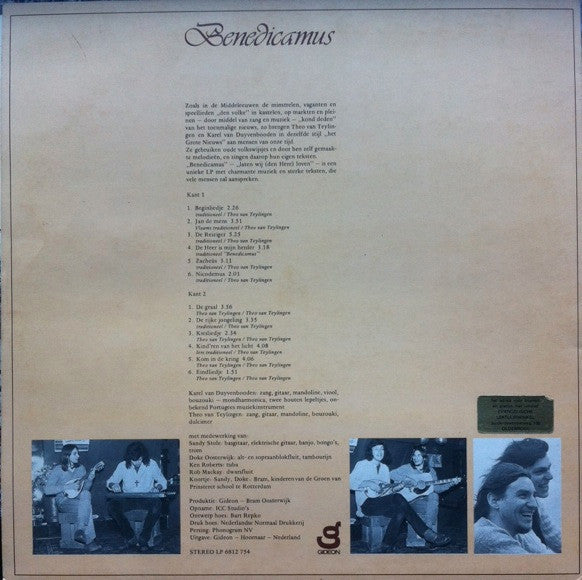 Benedicamus
Zoals in de Middeleeuwen de minstrelen, vaganten en
speellieden „den volke” in kastelen, op markten en plei-
nen — door middel van zang en muziek — „kond deden”
van het toenmalige nieuws, zo brengen Theo van Teylin-
gen en Karel van Duyvenbooden in dezelfde stijl „het
Grote Nieuws” aan mensen van onze tijd.
Ze gebruiken oude volkswijsjes en door hen zelf gemaak-
te melodieën, en zingen daarop hun eigen teksten.
„Benedicamus” — „laten wij (den Here) loven” — is een
unieke LP met charmante muziek en sterke teksten, die
vele mensen zal aanspreken.
Kant 1
1. Beginliedje 2.26
traditioneel / Theo van Teylingen
2. Jan de mens 3.51
Vlaams traditioneel / Theo van Teylingen
3. De Reiziger 5.25
traditioneel / Theo van Teylingen
4. De Heer is mijn herder 3.18
traditioneel "Benedicamus"
5. Zacheüs 3.11
traditioneel / Theo van Teylingen
6. Nicodemus 2.01
traditioneel / Theo van Teylingen
Kant 2
1. De graal 3.56
Theo van Teylingen / Theo van Teylingen
2. De rijke jongeling 3.35
traditioneel / Theo van Teylingen
3. Kruisliedje 2.34
Theo van Teylingen / Theo van Teylingen
4. Kind'ren van het licht 4.08
Iers traditioneel / Theo van Teylingen
5. Kom in de kring 4.06
Theo van Teylingen / Theo van Teylingen
6. Eindliedje 1.51
Theo van Teylingen / Theo van Teylingen
Karel van Duyvenbooden: zang, gitaar, mandoline, viool,
bouzouki — mondharmonica, twee houten lepeltjes, on-
bekend Portugees muziekinstrument
Theo van Teylingen: zang, gitaar, mandoline, bouzouki,
dulcimer
met medewerking van:
Sandy Stolz: basgitaar, elektrische gitaar, banjo, bongo's,
trom
Doke Oosterwijk: alt- en sopraanblokfluit, tambourijn
Ken Roberts: tuba
Rob Mackay: dwarsfluit
Koortje: Sandy, Doke, Bram, kinderen van de Groen van
Prinsterer school te Rotterdam
Produktie: Gideon — Bram Oosterwijk
Opname: ICC Studio's
Ontwerp hoes: Bart Repko
Druk hoes: Nederlandse Normaal Drukkerij
Persing: Phonogram NV
Uitgave: Gideon — Hoornaar — Nederland
STEREO LP 6812 754
GIDEON